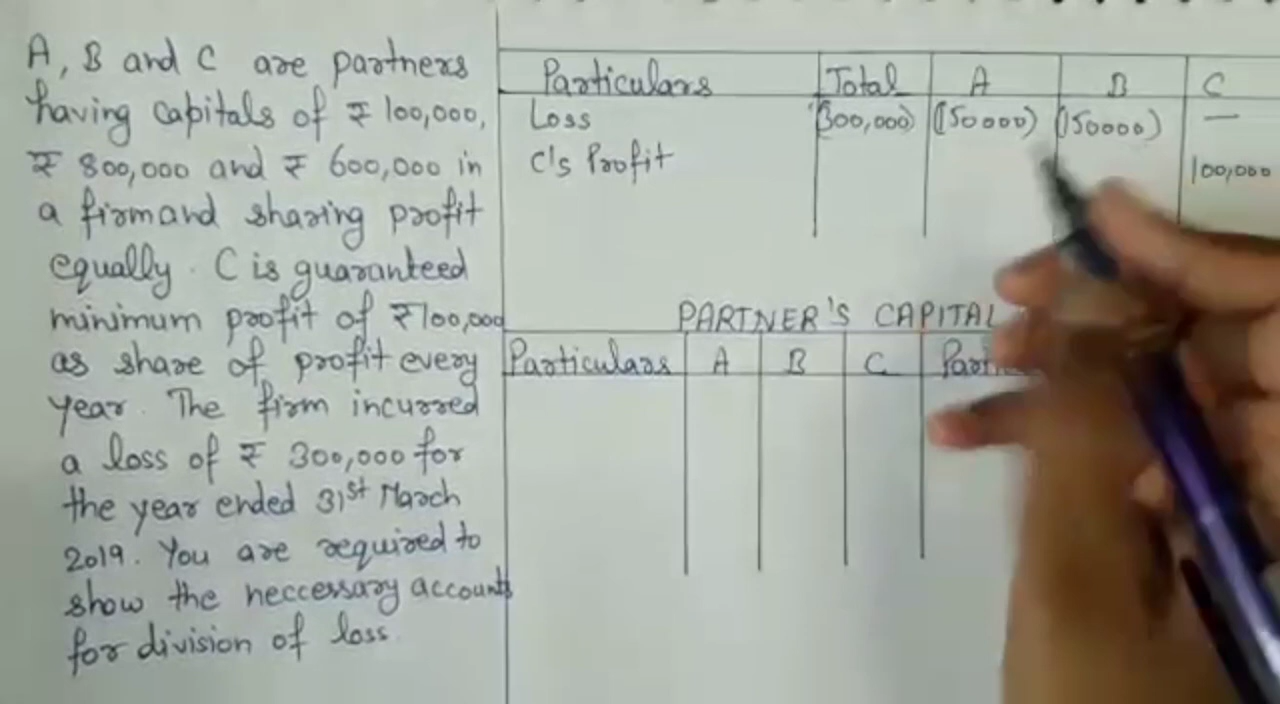 A, B and C are partners
having capitals of ₹ 100,000,
₹ 800,000 and ₹ 600,000 in
a firm and sharing profit
equally. C is guaranteed
minimum profit of ₹100,000
as share of profit every
year. The firm incurred
a loss of ₹ 300,000 for
the year ended 31st March
2019. You are required to
show the neccessary accounts
for division of loss
Particulars Total A B C
Loss (300,000) (150000) (150000) —
C's Profit 100,000
PARTNER'S CAPITAL
Particulars A B C